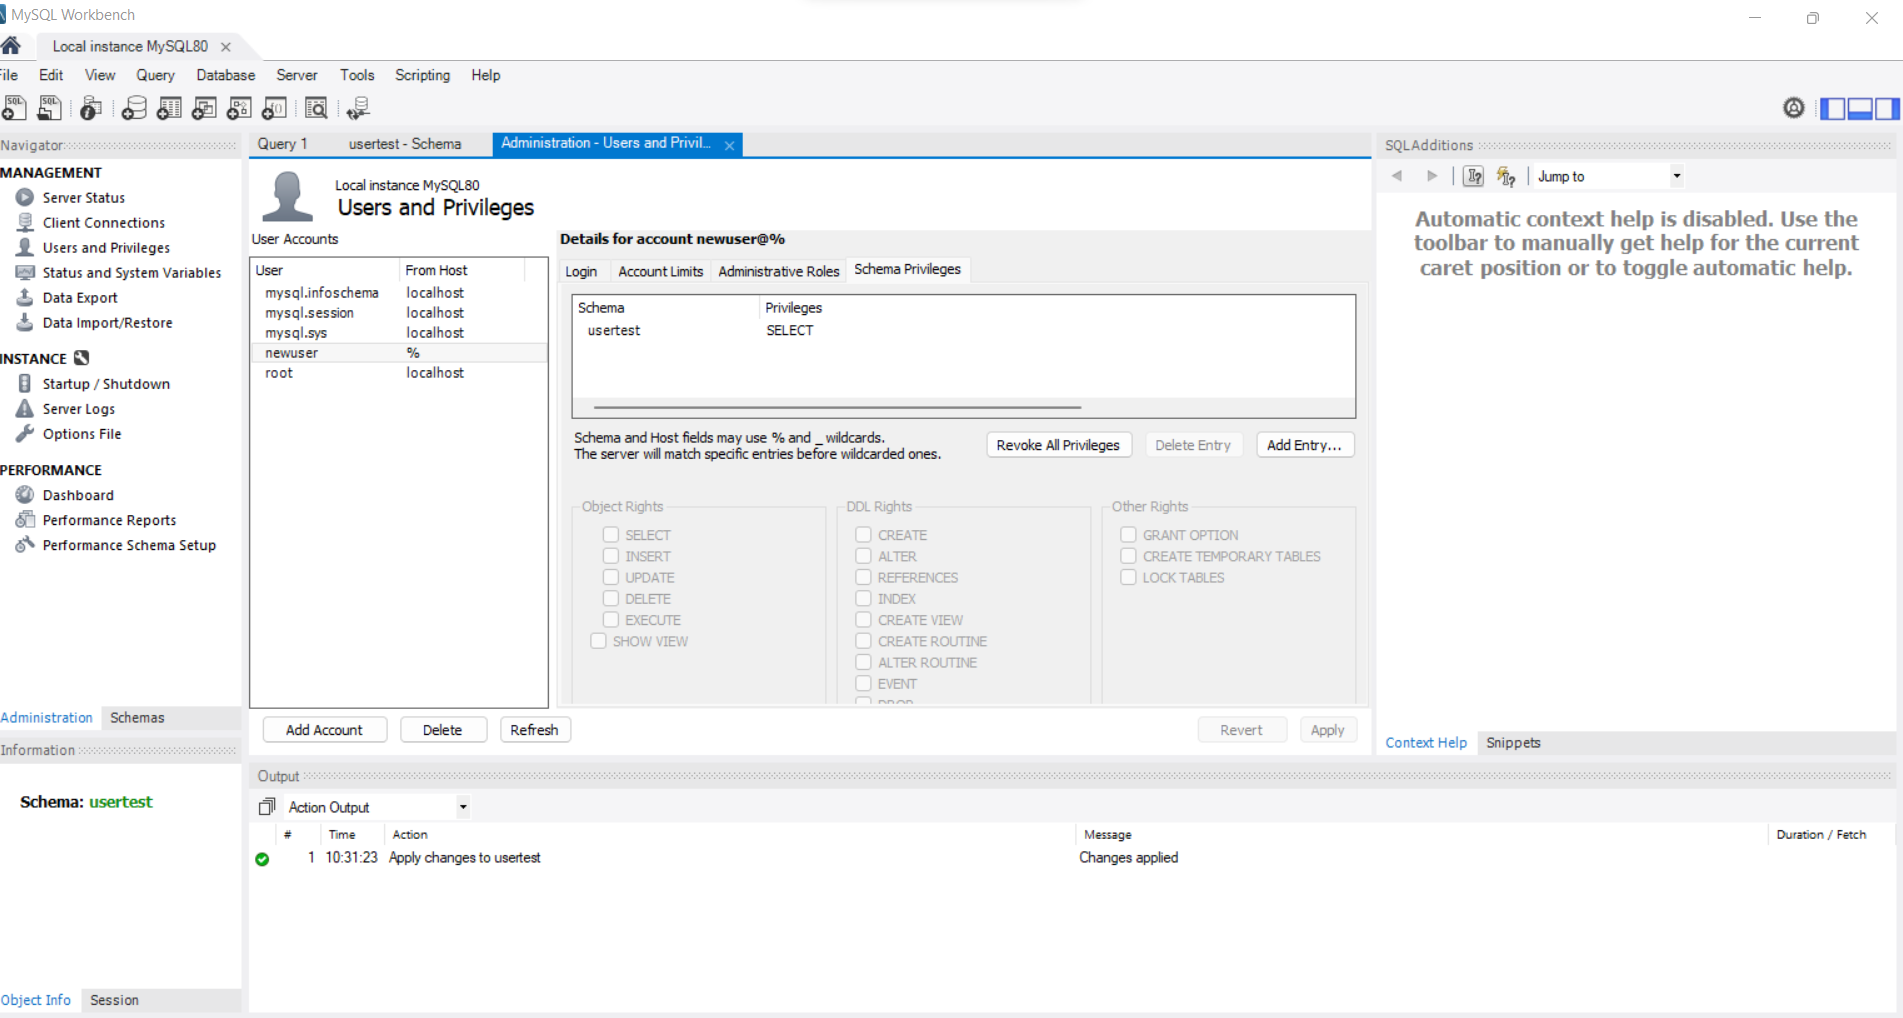 MySQL Workbench
Local instance MySQL80
File Edit View Query Database Server Tools Scripting Help
Navigator
MANAGEMENT
Server Status
Client Connections
Users and Privileges
Status and System Variables
Data Export
Data Import/Restore
INSTANCE
Startup / Shutdown
Server Logs
Options File
PERFORMANCE
Dashboard
Performance Reports
Performance Schema Setup
Administration Schemas
Information
Schema: usertest
Object Info Session
Query 1 usertest - Schema Administration - Users and Privil...
Local instance MySQL80
Users and Privileges
User Accounts
User From Host
mysql.infoschema localhost
mysql.session localhost
mysql.sys localhost
newuser %
root localhost
Add Account Delete Refresh
Details for account newuser@%
Login Account Limits Administrative Roles Schema Privileges
Schema Privileges
usertest SELECT
Schema and Host fields may use % and _ wildcards.
The server will match specific entries before wildcarded ones.
Revoke All Privileges Delete Entry Add Entry...
Object Rights
SELECT
INSERT
UPDATE
DELETE
EXECUTE
SHOW VIEW
DDL Rights
CREATE
ALTER
REFERENCES
INDEX
CREATE VIEW
CREATE ROUTINE
ALTER ROUTINE
EVENT
DROP
Other Rights
GRANT OPTION
CREATE TEMPORARY TABLES
LOCK TABLES
Revert Apply
SQLAdditions
Jump to
Automatic context help is disabled. Use the
toolbar to manually get help for the current
caret position or to toggle automatic help.
Context Help Snippets
Output
Action Output
# Time Action Message Duration / Fetch
1 10:31:23 Apply changes to usertest Changes applied